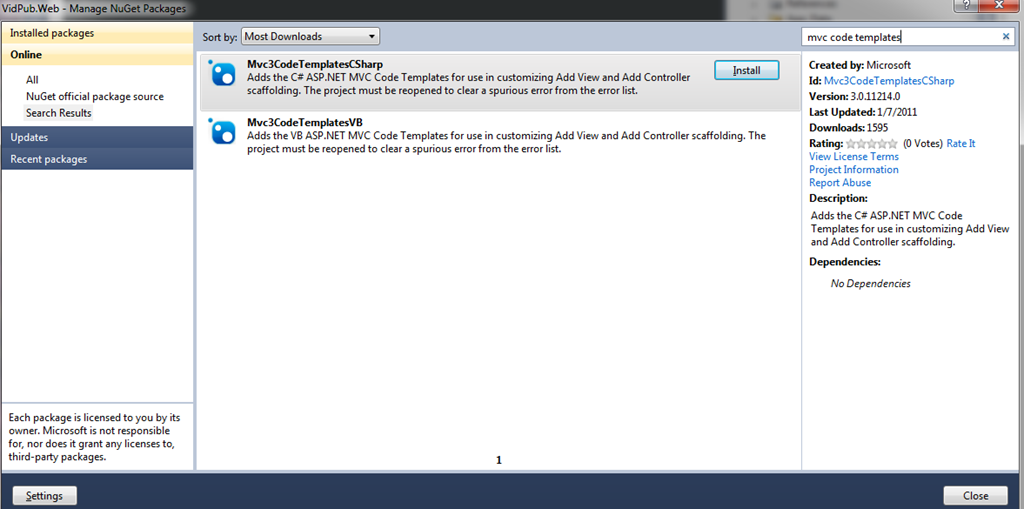 VidPub.Web - Manage NuGet Packages
Installed packages
Online
All
NuGet official package source
Search Results
Updates
Recent packages
Each package is licensed to you by its
owner. Microsoft is not responsible
for, nor does it grant any licenses to,
third-party packages.
Settings
Sort by: Most Downloads
Mvc3CodeTemplatesCSharp
Adds the C# ASP.NET MVC Code Templates for use in customizing Add View and Add Controller
scaffolding. The project must be reopened to clear a spurious error from the error list.
Install
Mvc3CodeTemplatesVB
Adds the VB ASP.NET MVC Code Templates for use in customizing Add View and Add Controller scaffolding. The
project must be reopened to clear a spurious error from the error list.
1
mvc code templates
Created by: Microsoft
Id: Mvc3CodeTemplatesCSharp
Version: 3.0.11214.0
Last Updated: 1/7/2011
Downloads: 1595
Rating: (0 Votes) Rate It
View License Terms
Project Information
Report Abuse
Description:
Adds the C# ASP.NET MVC Code
Templates for use in customizing Add View
and Add Controller scaffolding.
Dependencies:
No Dependencies
Close